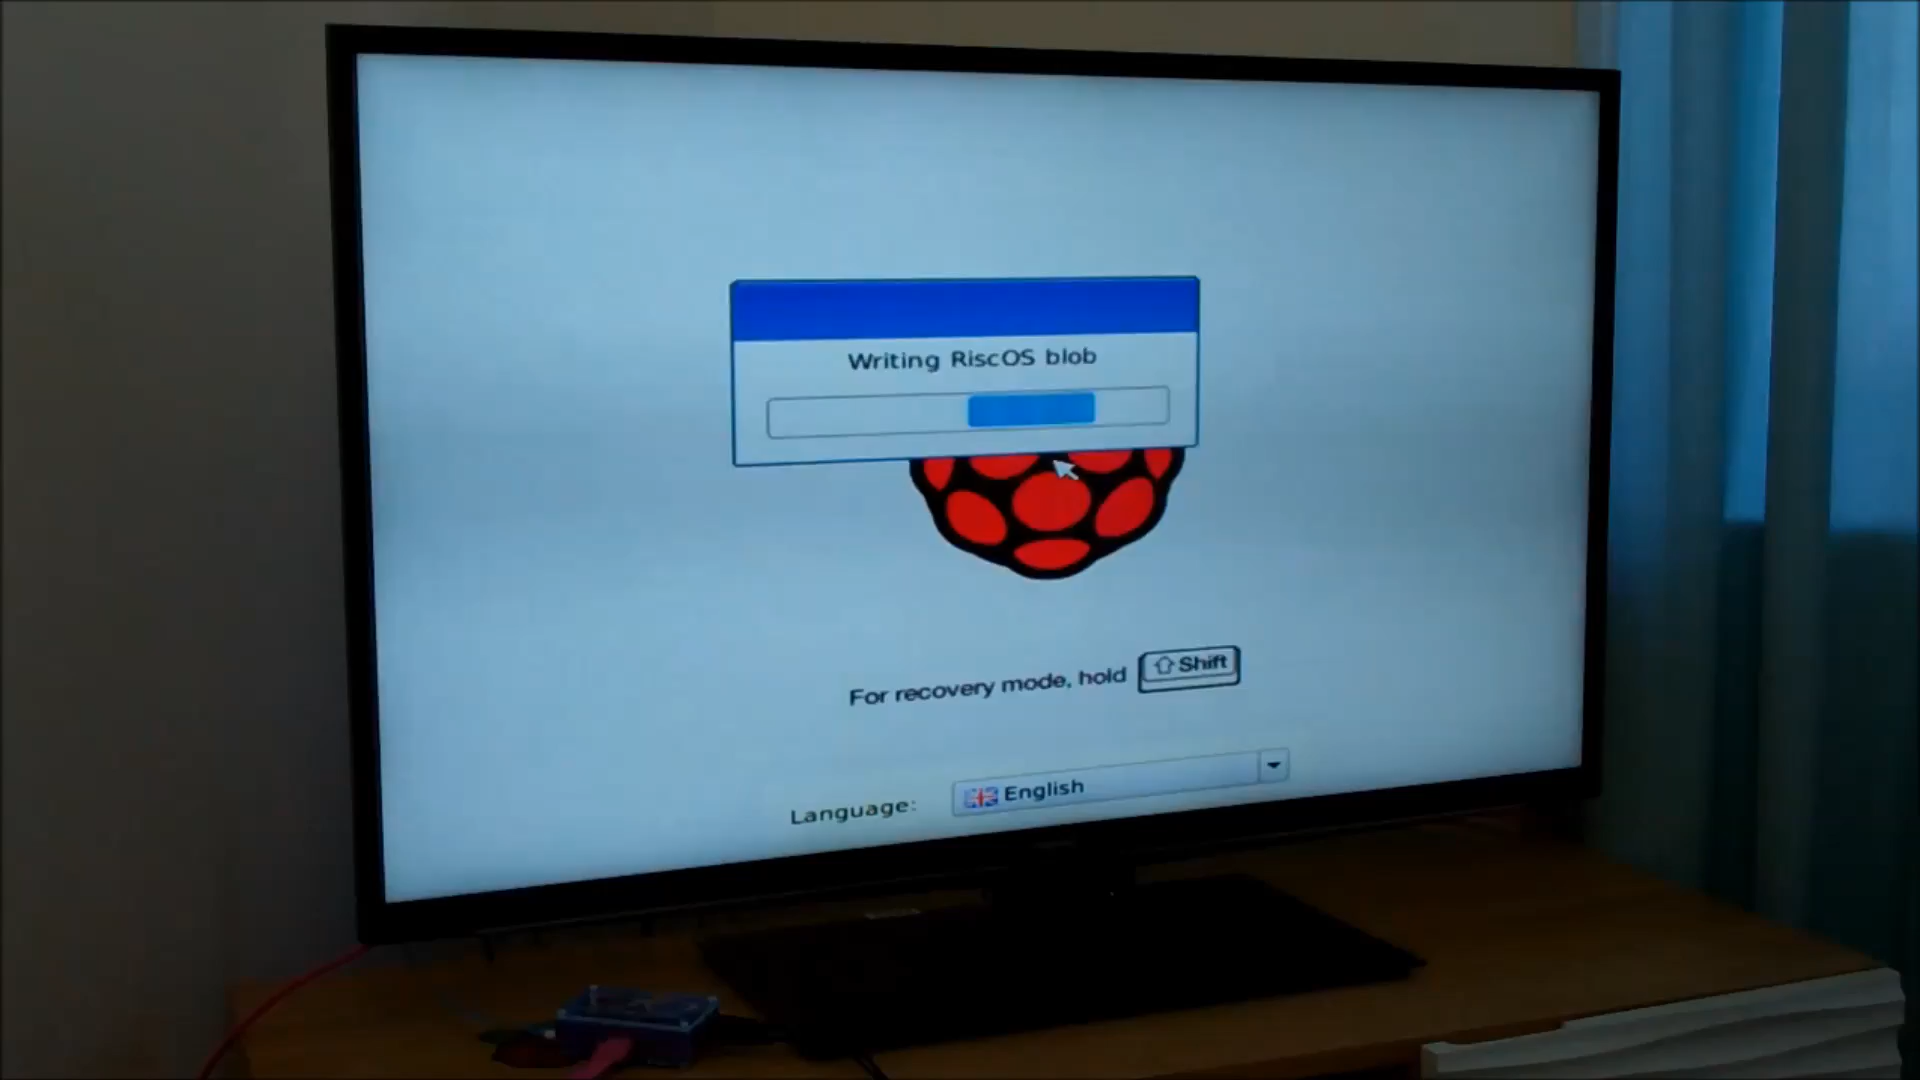 Writing RiscOS blob
For recovery mode, hold Shift
Language: English